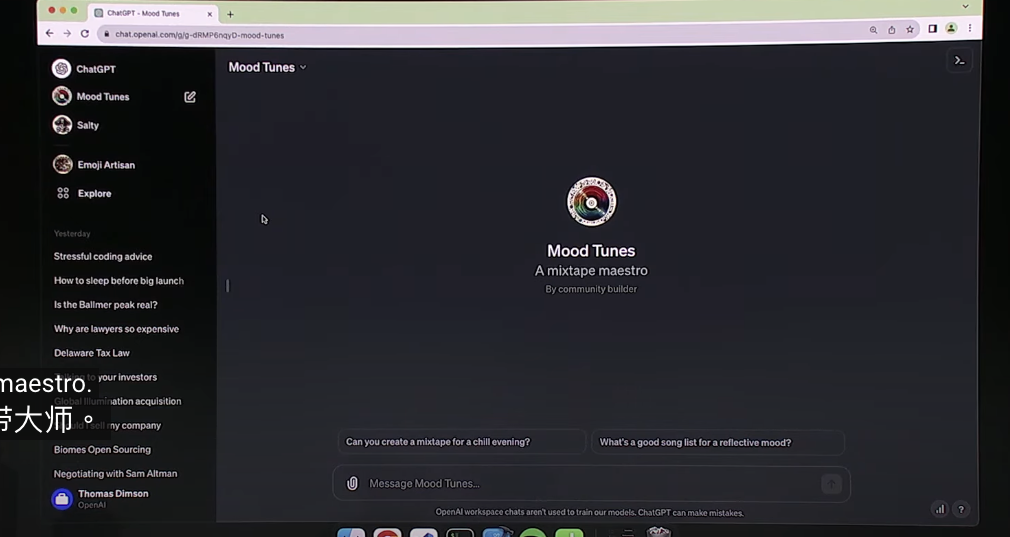 ChatGPT - Mood Tunes
chat.openai.com/g/g-dRMP6nqyD-mood-tunes
ChatGPT
Mood Tunes
Salty
Emoji Artisan
Explore
Yesterday
Stressful coding advice
How to sleep before big launch
Is the Ballmer peak real?
Why are lawyers so expensive
Delaware Tax Law
to your investors
Global Illumination acquisition
my company
Biomes Open Sourcing
Negotiating with Sam Altman
Thomas Dimson
OpenAI
Mood Tunes
Mood Tunes
A mixtape maestro
By community builder
Can you create a mixtape for a chill evening?
What's a good song list for a reflective mood?
Message Mood Tunes...
OpenAI workspace chats aren't used to train our models. ChatGPT can make mistakes.
maestro.
带大师。